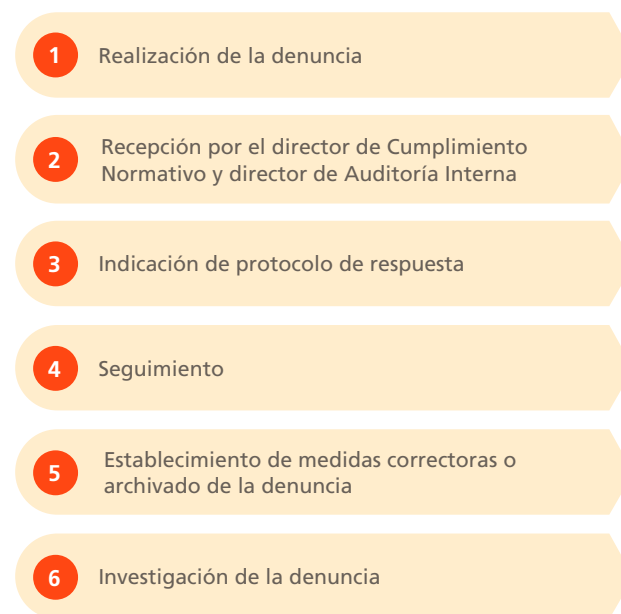 1 Realización de la denuncia
2 Recepción por el director de Cumplimiento
Normativo y director de Auditoría Interna
3 Indicación de protocolo de respuesta
4 Seguimiento
5 Establecimiento de medidas correctoras o
archivado de la denuncia
6 Investigación de la denuncia